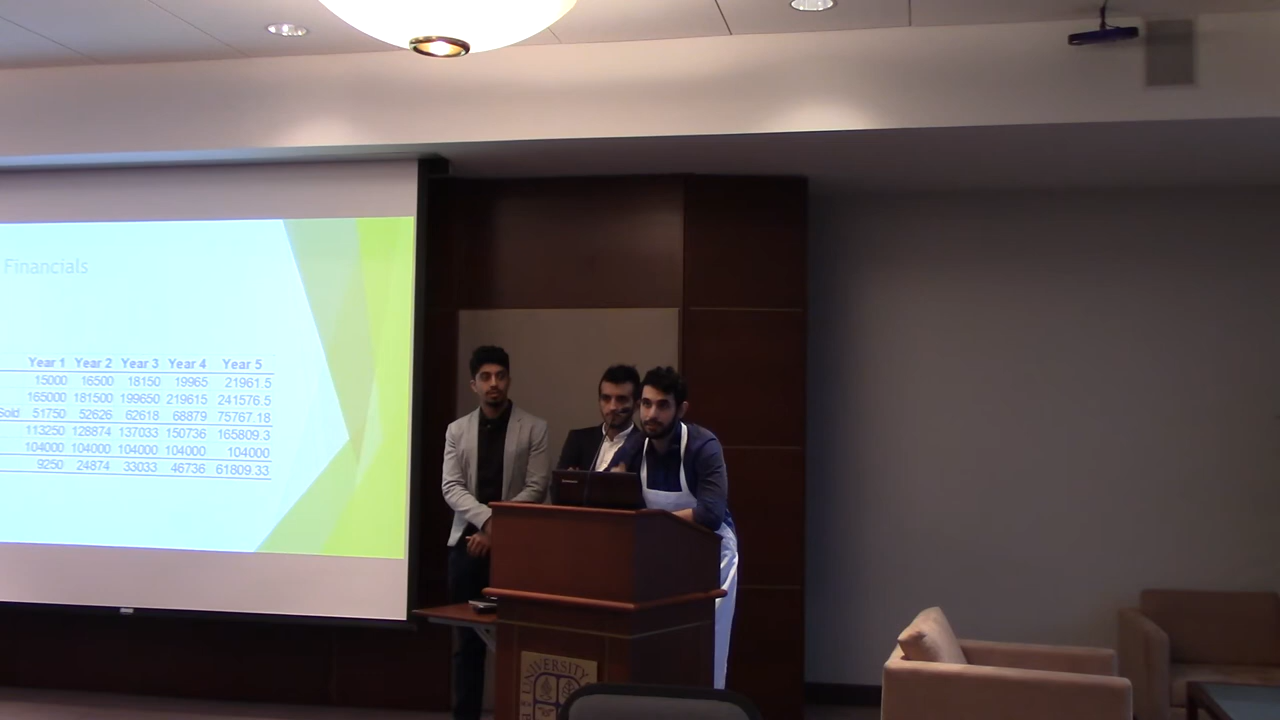 Financials
Year 1 Year 2 Year 3 Year 4 Year 5
15000 16500 18150 19965 21961.5
165000 181500 199650 219615 241576.5
Sold 51750 52626 62618 68879 75767.18
113250 128874 137033 150736 165809.3
104000 104000 104000 104000 104000
9250 24874 33033 46736 61809.33
UNIVERSITY